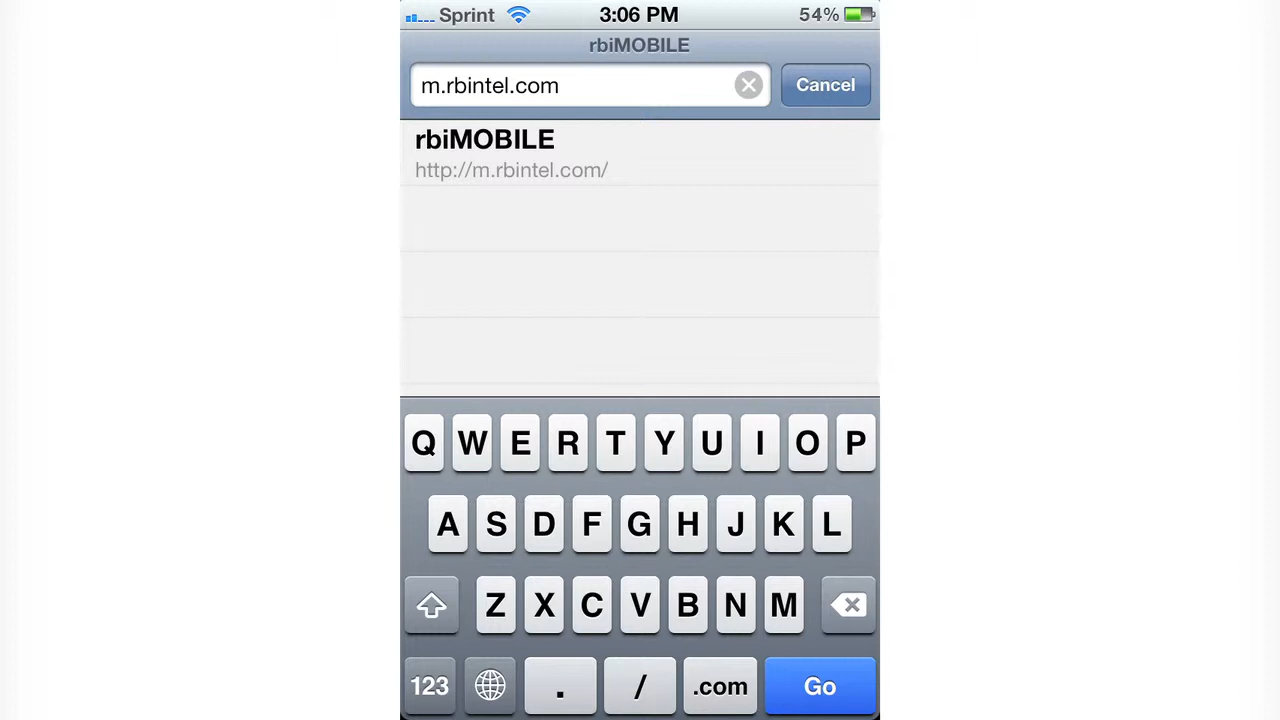 Sprint 3:06 PM 54%
rbiMOBILE
m.rbintel.com Cancel
rbiMOBILE
http://m.rbintel.com/
Q W E R T Y U I O P
A S D F G H J K L
Z X C V B N M
123 . / .com Go